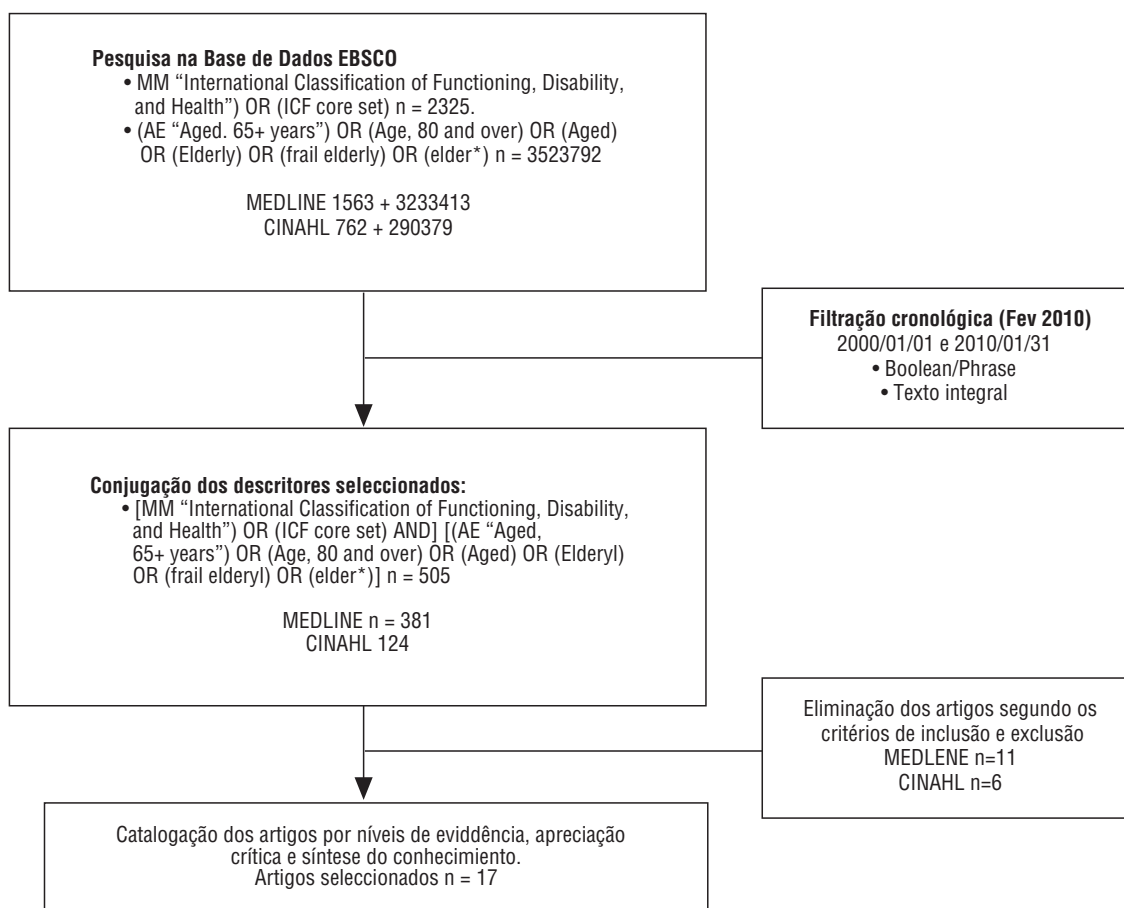 Pesquisa na Base de Dados EBSCO
• MM “International Classification of Functioning, Disability,
and Health”) OR (ICF core set) n = 2325.
• (AE “Aged. 65+ years”) OR (Age, 80 and over) OR (Aged)
OR (Elderly) OR (frail elderly) OR (elder*) n = 3523792
MEDLINE 1563 + 3233413
CINAHL 762 + 290379
Filtração cronológica (Fev 2010)
2000/01/01 e 2010/01/31
• Boolean/Phrase
• Texto integral
Conjugação dos descritores seleccionados:
• [MM “International Classification of Functioning, Disability,
and Health”) OR (ICF core set) AND] [(AE “Aged,
65+ years”) OR (Age, 80 and over) OR (Aged) OR (Elderyl)
OR (frail elderyl) OR (elder*)] n = 505
MEDLINE n = 381
CINAHL 124
Eliminação dos artigos segundo os
critérios de inclusão e exclusão
MEDLENE n=11
CINAHL n=6
Catalogação dos artigos por níveis de eviddência, apreciação
crítica e síntese do conhecimento.
Artigos seleccionados n = 17